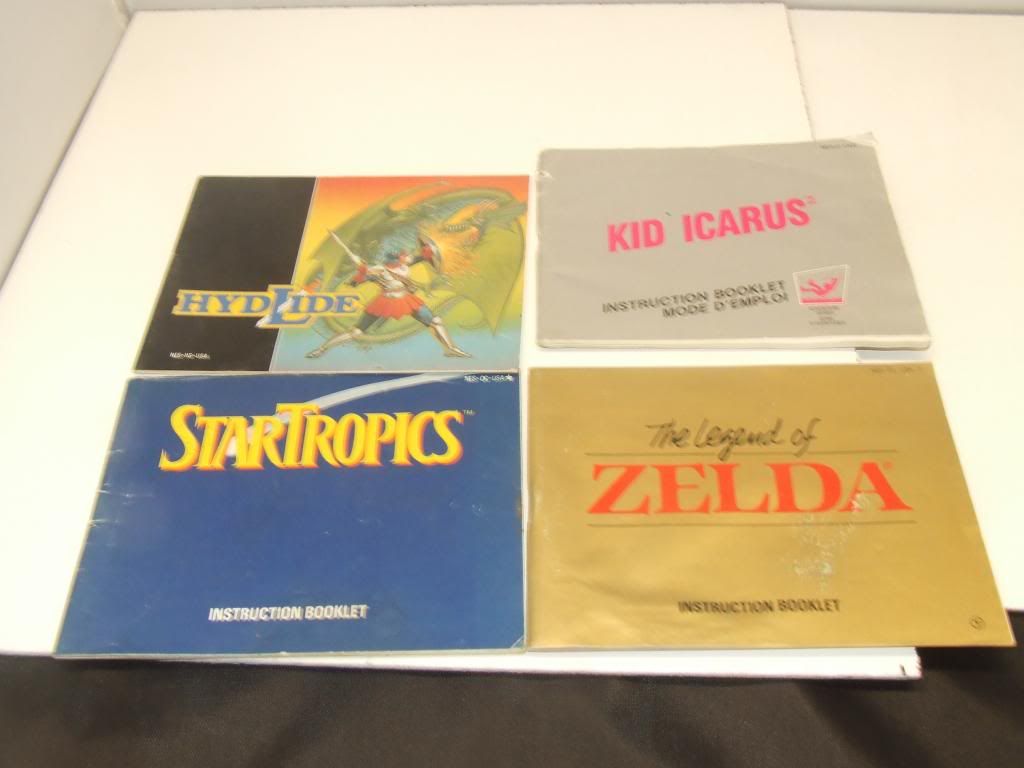 HYDLIDE
NES-HE-USA
KID ICARUS
INSTRUCTION BOOKLET
MODE D'EMPLOI
NES-OC-USA
STARTROPICS™
INSTRUCTION BOOKLET
The Legend of
ZELDA®
INSTRUCTION BOOKLET